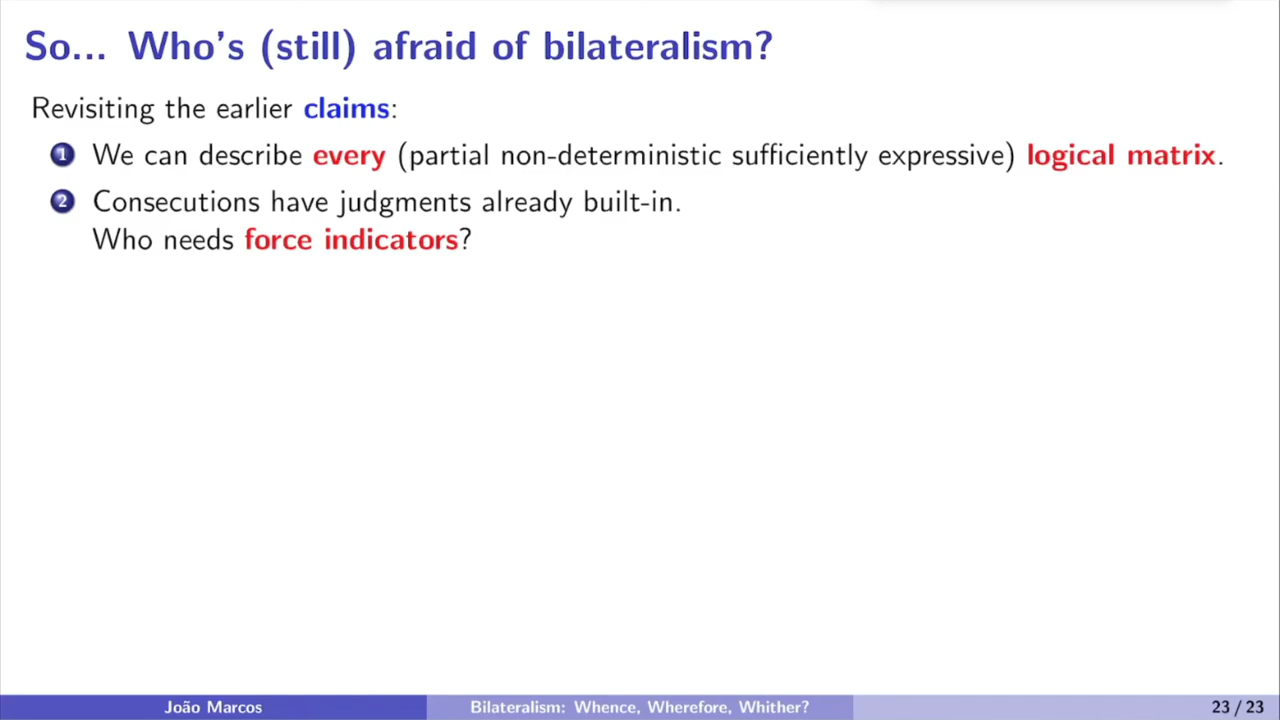 So... Who's (still) afraid of bilateralism?
Revisiting the earlier claims:
1 We can describe every (partial non-deterministic sufficiently expressive) logical matrix.
2 Consecutions have judgments already built-in.
Who needs force indicators?
João Marcos
Bilateralism: Whence, Wherefore, Whither?
23 / 23